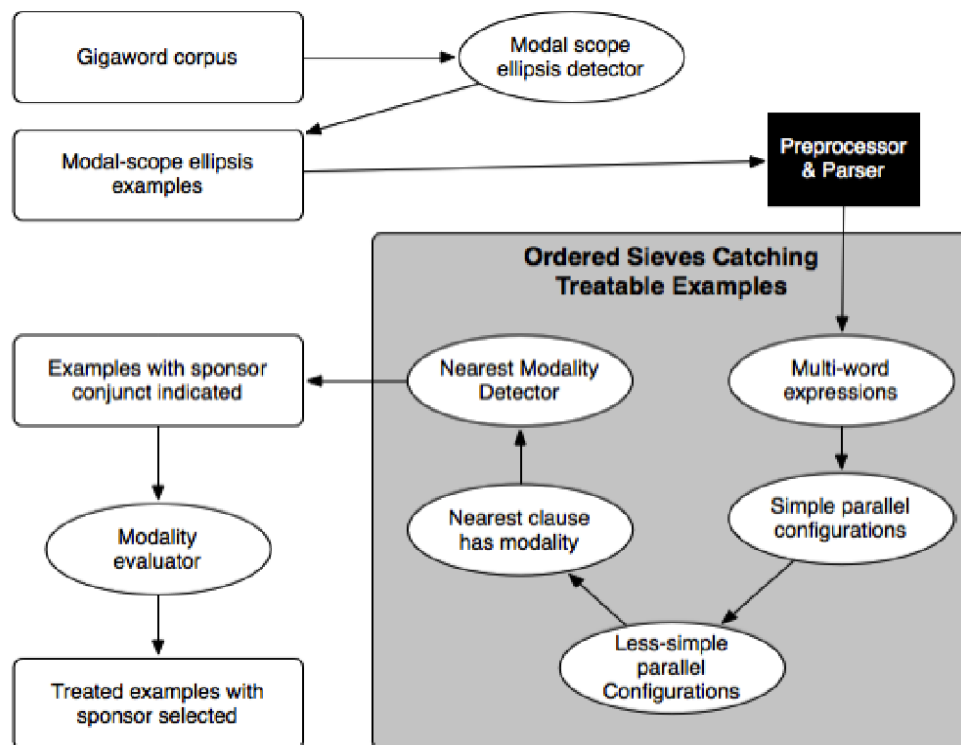 Gigaword corpus
Modal scope
ellipsis detector
Modal-scope ellipsis
examples
Preprocessor
& Parser
Ordered Sieves Catching
Treatable Examples
Multi-word
expressions
Simple parallel
configurations
Less-simple
parallel
Configurations
Nearest clause
has modality
Nearest Modality
Detector
Examples with sponsor
conjunct indicated
Modality
evaluator
Treated examples with
sponsor selected